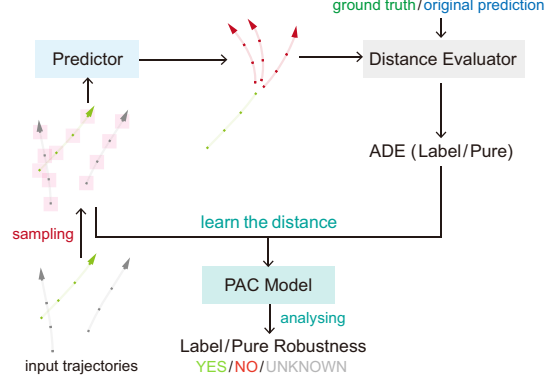 ground truth/original prediction
Predictor
Distance Evaluator
ADE (Label/Pure)
learn the distance
sampling
PAC Model
analysing
Label/Pure Robustness
input trajectories
YES/NO/UNKNOWN